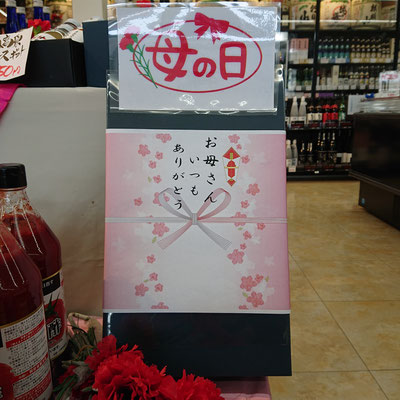 母の日
お母さん
いつも
ありがとう